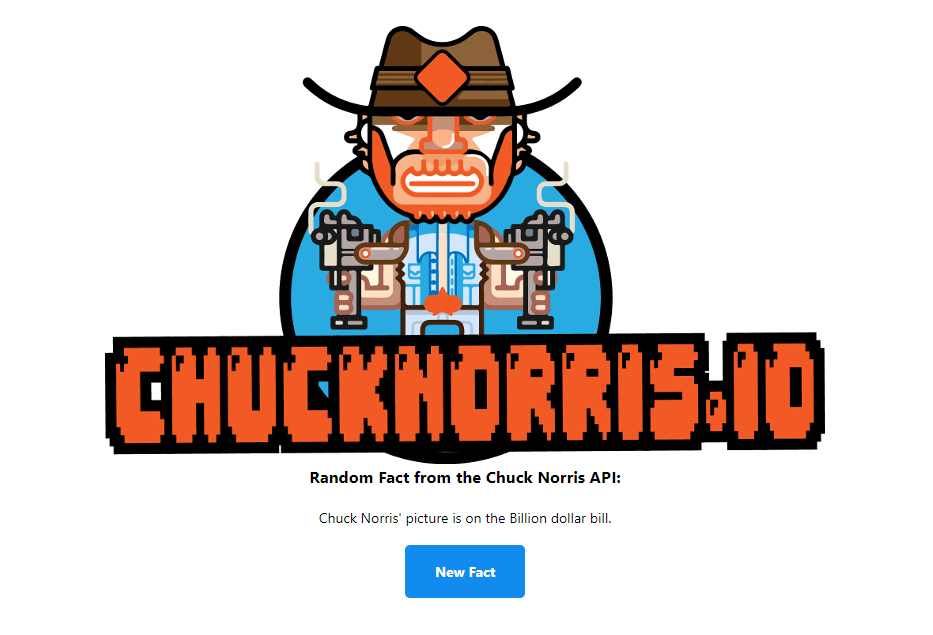 CHUCKNORRIS.IO
Random Fact from the Chuck Norris API:
Chuck Norris' picture is on the Billion dollar bill.
New Fact